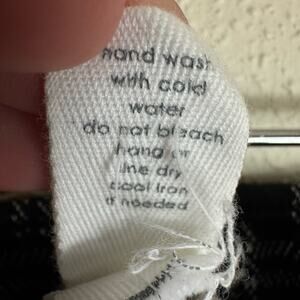 hand wash
with cold
water
do not bleach
hang or
line dry
cool iron
if needed